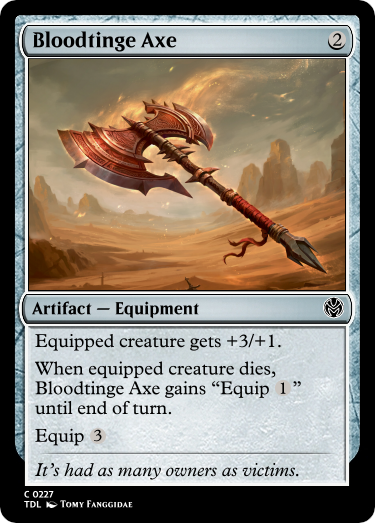 Bloodtinge Axe 2
Artifact — Equipment
Equipped creature gets +3/+1.
When equipped creature dies,
Bloodtinge Axe gains “Equip 1”
until end of turn.
Equip 3
It's had as many owners as victims.
C 0227
TDL Tomy Fanggidae